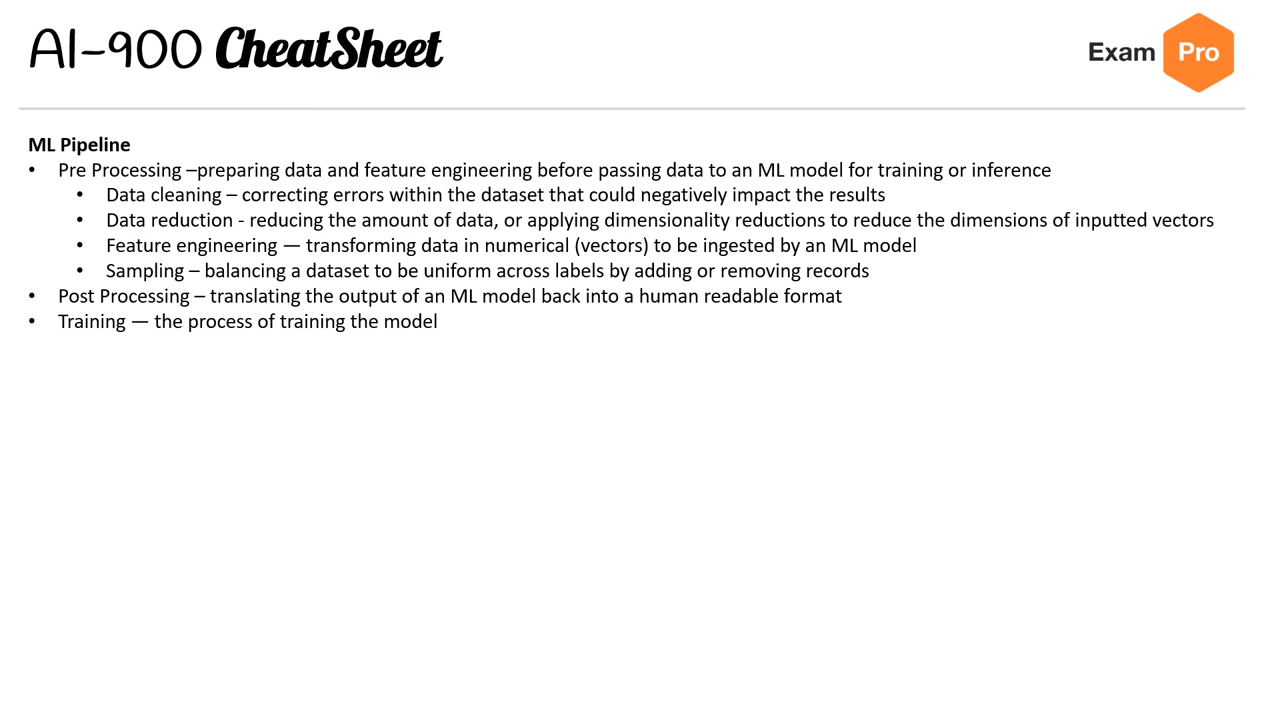 AI-900 CheatSheet
Exam Pro
ML Pipeline
• Pre Processing –preparing data and feature engineering before passing data to an ML model for training or inference
• Data cleaning – correcting errors within the dataset that could negatively impact the results
• Data reduction - reducing the amount of data, or applying dimensionality reductions to reduce the dimensions of inputted vectors
• Feature engineering — transforming data in numerical (vectors) to be ingested by an ML model
• Sampling – balancing a dataset to be uniform across labels by adding or removing records
• Post Processing – translating the output of an ML model back into a human readable format
• Training — the process of training the model